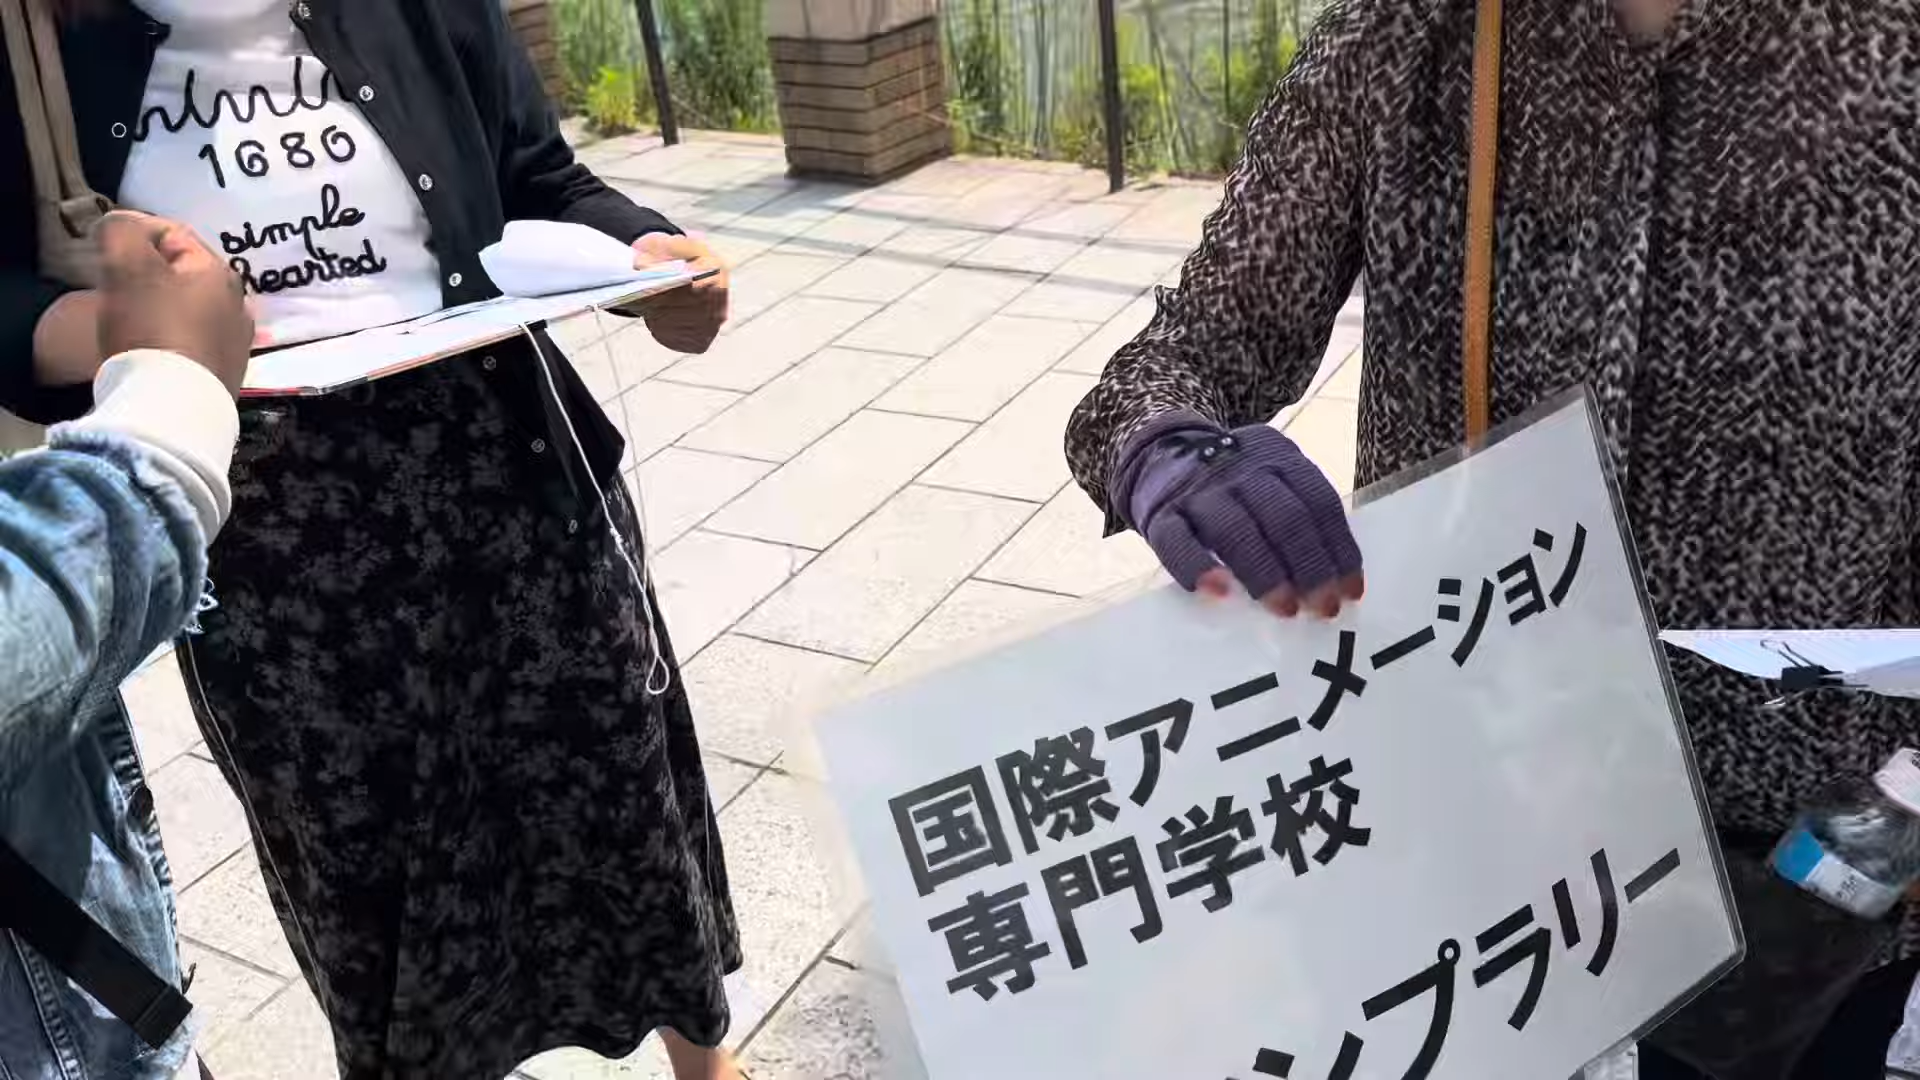 1680
simple
hearted
国際アニメーション
専門学校
ンプラリー